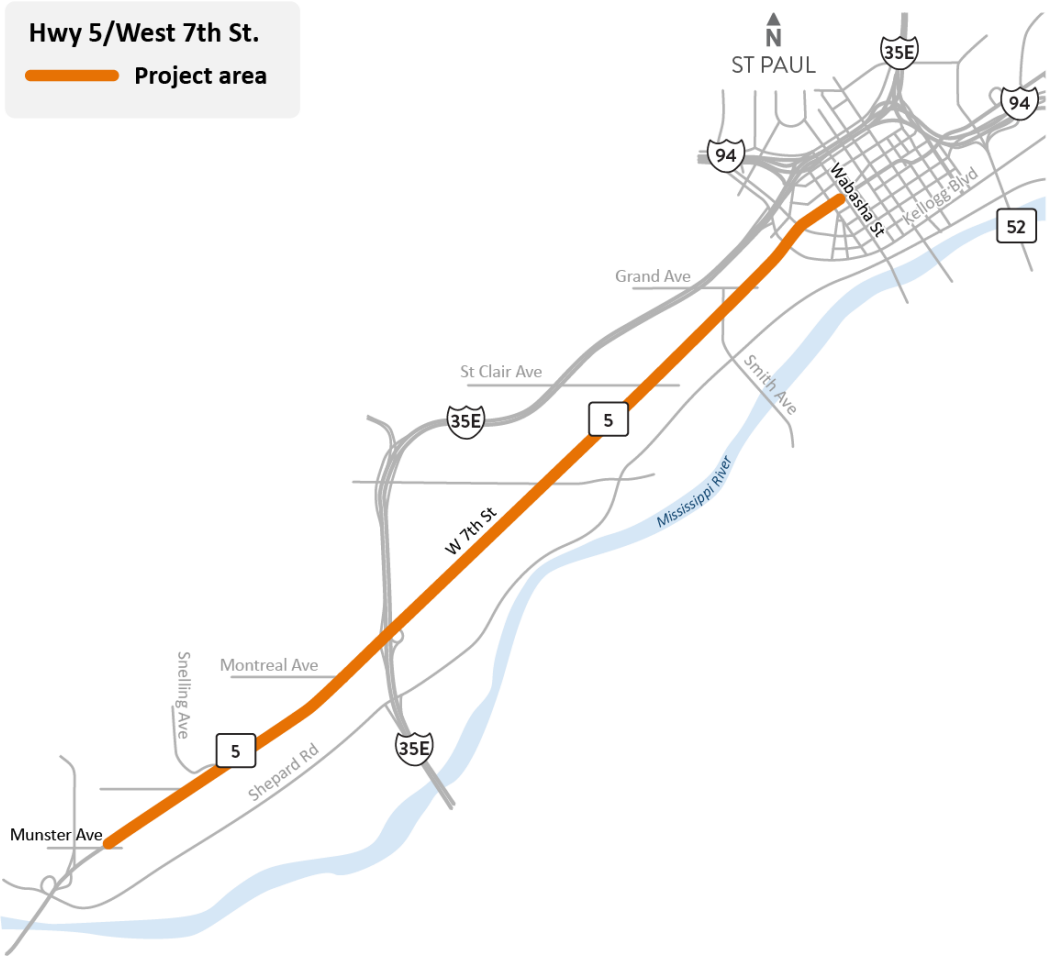 Hwy 5/West 7th St.
Project area
N
ST PAUL
35E
94
94
Wabasha St
Kellogg Blvd
52
Grand Ave
St Clair Ave
Smith Ave
35E
5
Mississippi River
W 7th St
Montreal Ave
Snelling Ave
5
35E
Shepard Rd
Munster Ave